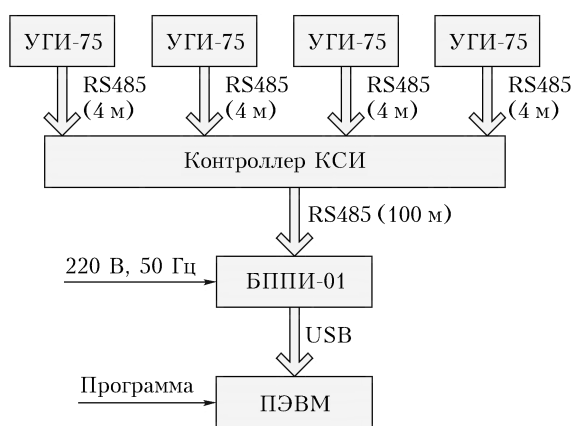 УГИ-75 УГИ-75 УГИ-75 УГИ-75
RS485 RS485 RS485 RS485
(4 м) (4 м) (4 м) (4 м)
Контроллер КСИ
RS485 (100 м)
220 В, 50 Гц
БППИ-01
USB
Программа
ПЭВМ